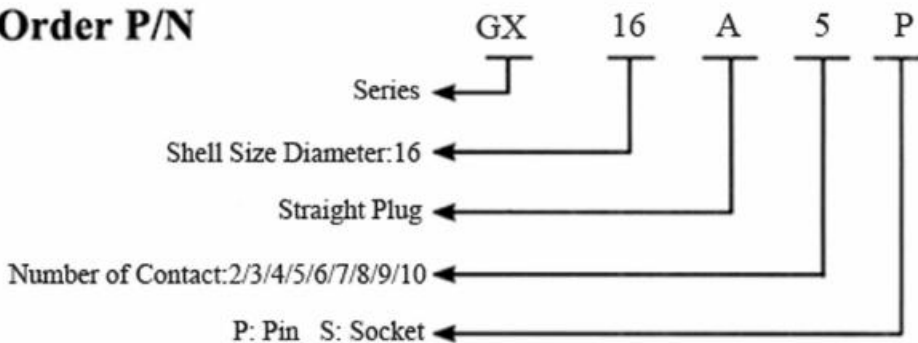 Order P/N GX 16 A 5 P
Series
Shell Size Diameter:16
Straight Plug
Number of Contact:2/3/4/5/6/7/8/9/10
P: Pin S: Socket